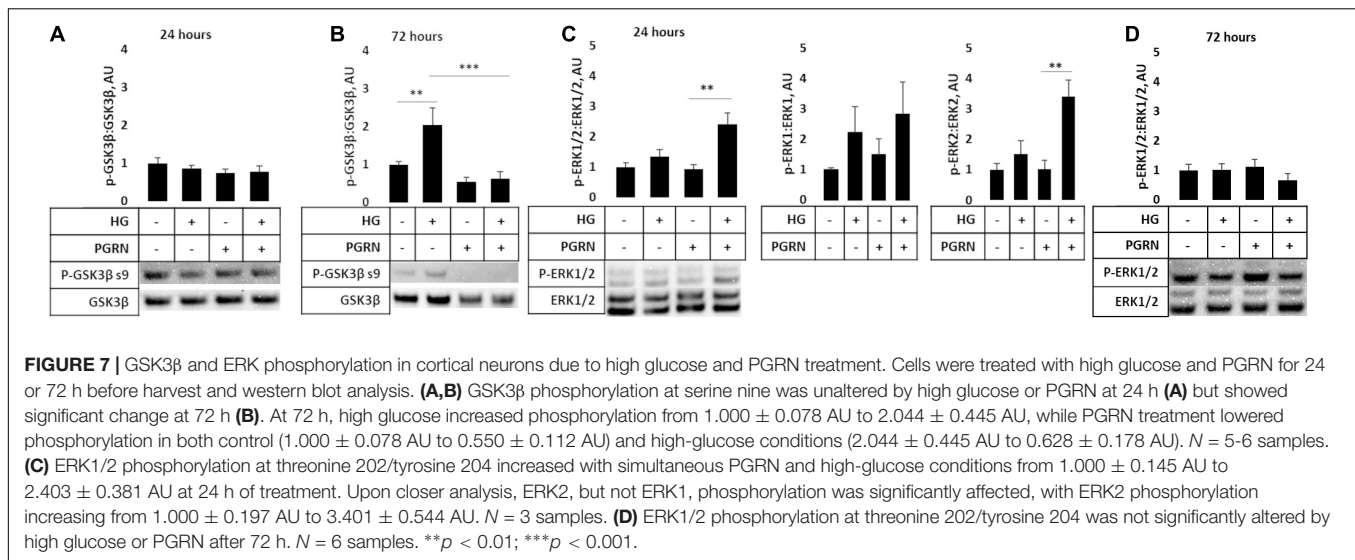 A
24 hours
p-GSK3β:GSK3β, AU
4
3
2
1
0
HG - + - +
PGRN - - + +
P-GSK3β s9
GSK3β
B
72 hours
p-GSK3β:GSK3β, AU
4
3
2
1
0
**
***
HG - + - +
PGRN - - + +
P-GSK3β s9
GSK3β
C
24 hours
p-ERK1/2:ERK1/2, AU
5
4
3
2
1
0
**
HG - + - +
PGRN - - + +
P-ERK1/2
ERK1/2
p-ERK1:ERK1, AU
5
4
3
2
1
0
HG - + - +
PGRN - - + +
p-ERK2:ERK2, AU
5
4
3
2
1
0
**
HG - + - +
PGRN - - + +
D
72 hours
p-ERK1/2:ERK1/2, AU
5
4
3
2
1
0
HG - + - +
PGRN - - + +
P-ERK1/2
ERK1/2
FIGURE 7 | GSK3β and ERK phosphorylation in cortical neurons due to high glucose and PGRN treatment. Cells were treated with high glucose and PGRN for 24
or 72 h before harvest and western blot analysis. (A,B) GSK3β phosphorylation at serine nine was unaltered by high glucose or PGRN at 24 h (A) but showed
significant change at 72 h (B). At 72 h, high glucose increased phosphorylation from 1.000 ± 0.078 AU to 2.044 ± 0.445 AU, while PGRN treatment lowered
phosphorylation in both control (1.000 ± 0.078 AU to 0.550 ± 0.112 AU) and high-glucose conditions (2.044 ± 0.445 AU to 0.628 ± 0.178 AU). N = 5-6 samples.
(C) ERK1/2 phosphorylation at threonine 202/tyrosine 204 increased with simultaneous PGRN and high-glucose conditions from 1.000 ± 0.145 AU to
2.403 ± 0.381 AU at 24 h of treatment. Upon closer analysis, ERK2, but not ERK1, phosphorylation was significantly affected, with ERK2 phosphorylation
increasing from 1.000 ± 0.197 AU to 3.401 ± 0.544 AU. N = 3 samples. (D) ERK1/2 phosphorylation at threonine 202/tyrosine 204 was not significantly altered by
high glucose or PGRN after 72 h. N = 6 samples. **p < 0.01; ***p < 0.001.